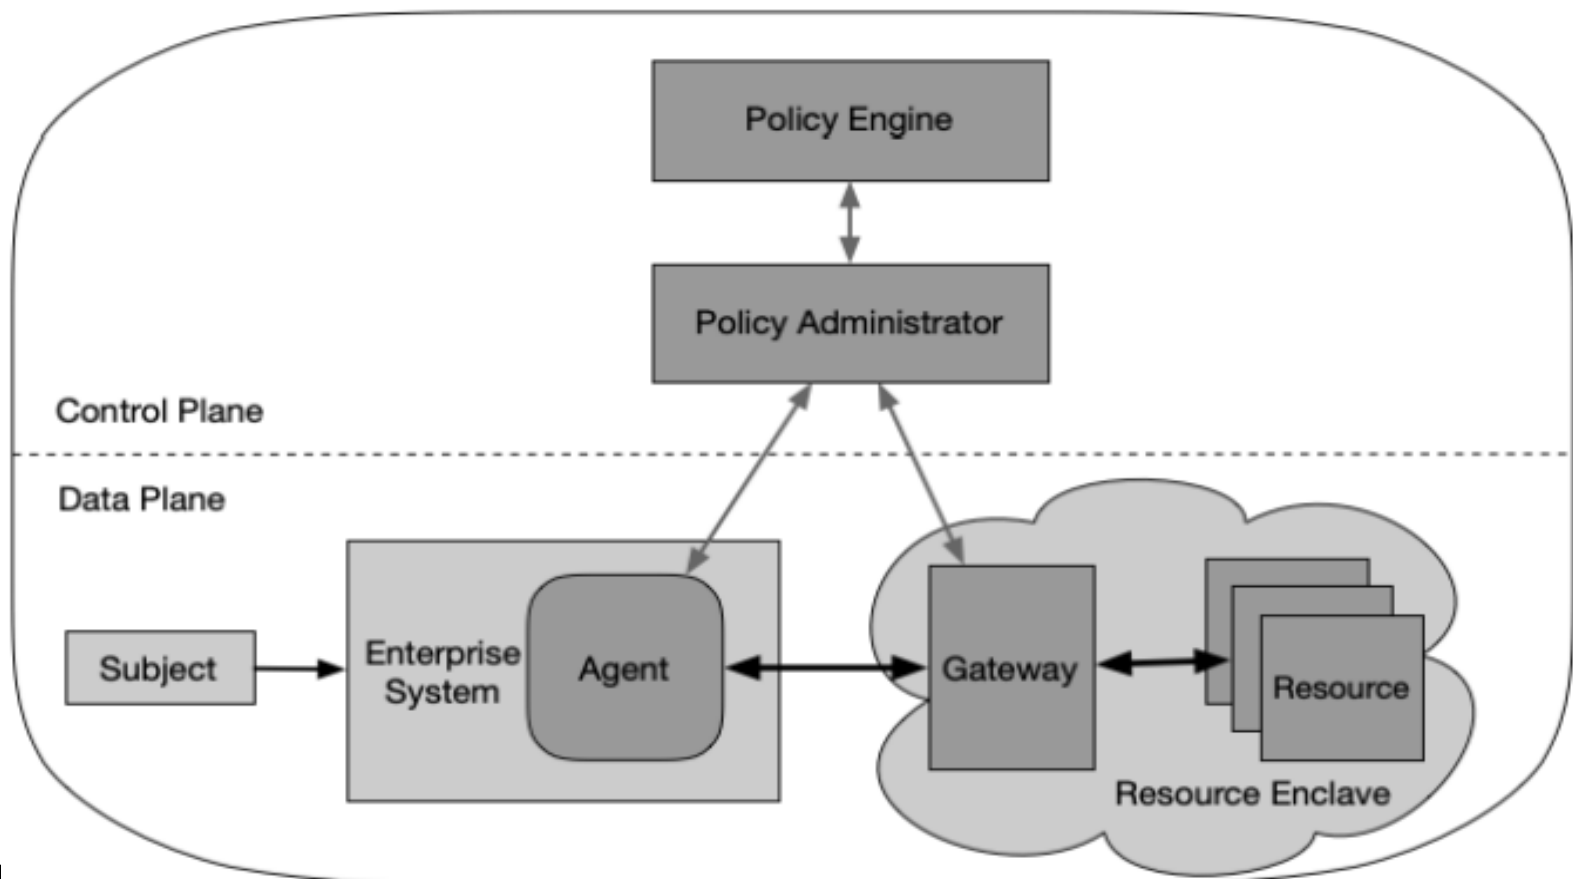 Policy Engine
Policy Administrator
Control Plane
Data Plane
Subject
Enterprise
System
Agent
Gateway
Resource
Resource Enclave